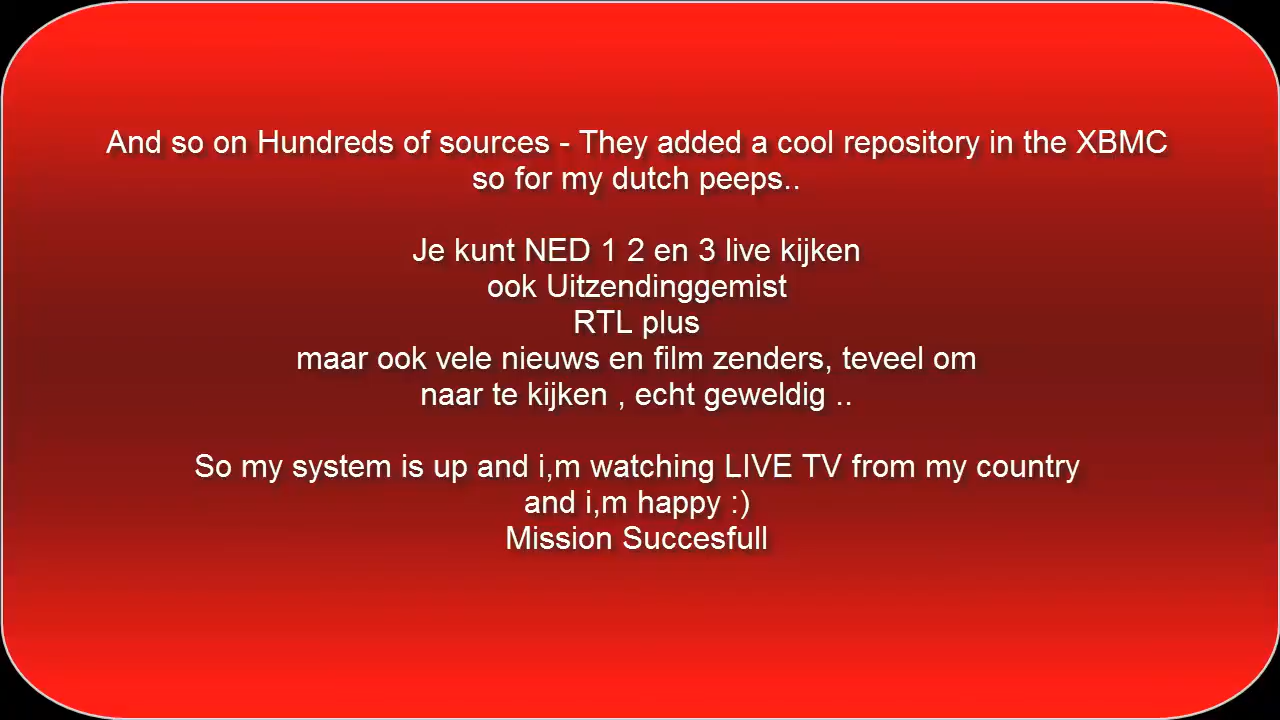 And so on Hundreds of sources - They added a cool repository in the XBMC
so for my dutch peeps..
Je kunt NED 1 2 en 3 live kijken
ook Uitzendinggemist
RTL plus
maar ook vele nieuws en film zenders, teveel om
naar te kijken , echt geweldig ..
So my system is up and i,m watching LIVE TV from my country
and i,m happy :)
Mission Succesfull